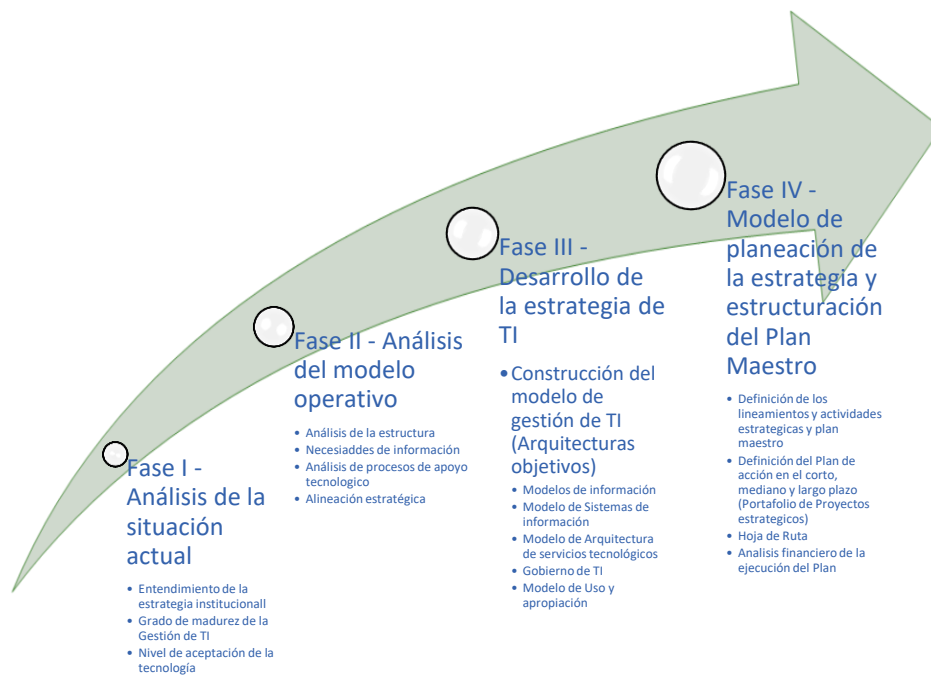 Fase I -
Análisis de la
situación
actual
• Entendimiento de la
estrategia institucionall
• Grado de madurez de la
Gestión de TI
• Nivel de aceptación de la
tecnología
Fase II - Análisis
del modelo
operativo
• Análisis de la estructura
• Necesiaddes de información
• Análisis de procesos de apoyo
tecnologico
• Alineación estratégica
Fase III -
Desarrollo de
la estrategia de
TI
• Construcción del
modelo de
gestión de TI
(Arquitecturas
objetivos)
• Modelos de información
• Modelo de Sistemas de
información
• Modelo de Arquitectura
de servicios tecnológicos
• Gobierno de TI
• Modelo de Uso y
apropiación
Fase IV -
Modelo de
planeación de
la estrategia y
estructuración
del Plan
Maestro
• Definición de los
lineamientos y actividades
estrategicas y plan
maestro
• Definición del Plan de
acción en el corto,
mediano y largo plazo
(Portafolio de Proyectos
estrategicos)
• Hoja de Ruta
• Analisis financiero de la
ejecución del Plan